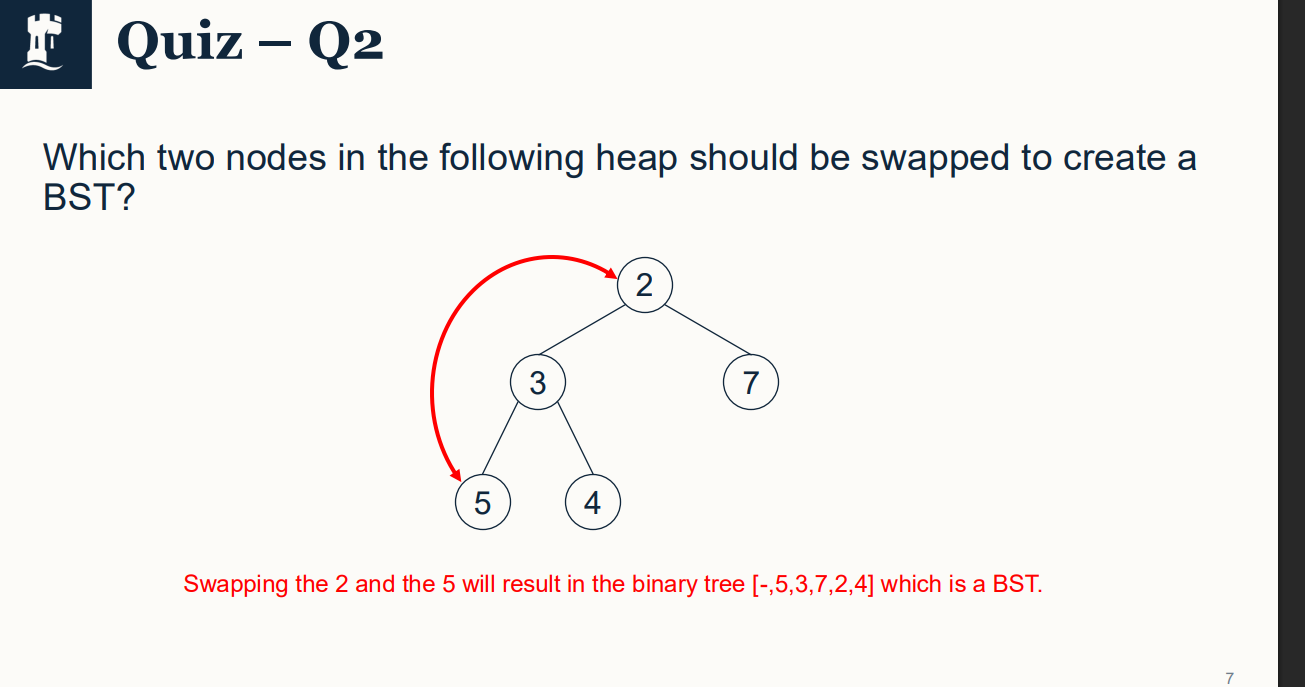 Quiz – Q2
Which two nodes in the following heap should be swapped to create a
BST?
2
3
7
5
4
Swapping the 2 and the 5 will result in the binary tree [-,5,3,7,2,4] which is a BST.
7